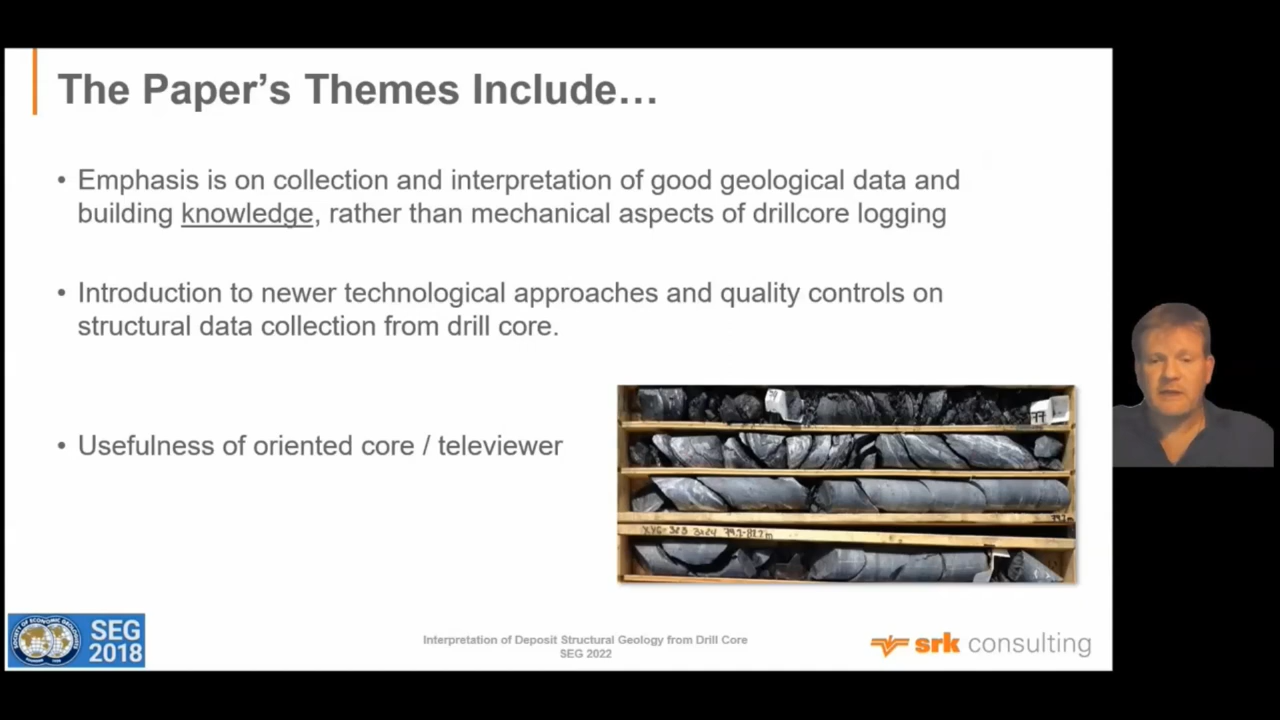 The Paper's Themes Include…
• Emphasis is on collection and interpretation of good geological data and
building knowledge, rather than mechanical aspects of drillcore logging
• Introduction to newer technological approaches and quality controls on
structural data collection from drill core.
• Usefulness of oriented core / televiewer
77
SEG
2018
Interpretation of Deposit Structural Geology from Drill Core
SEG 2022
srk consulting